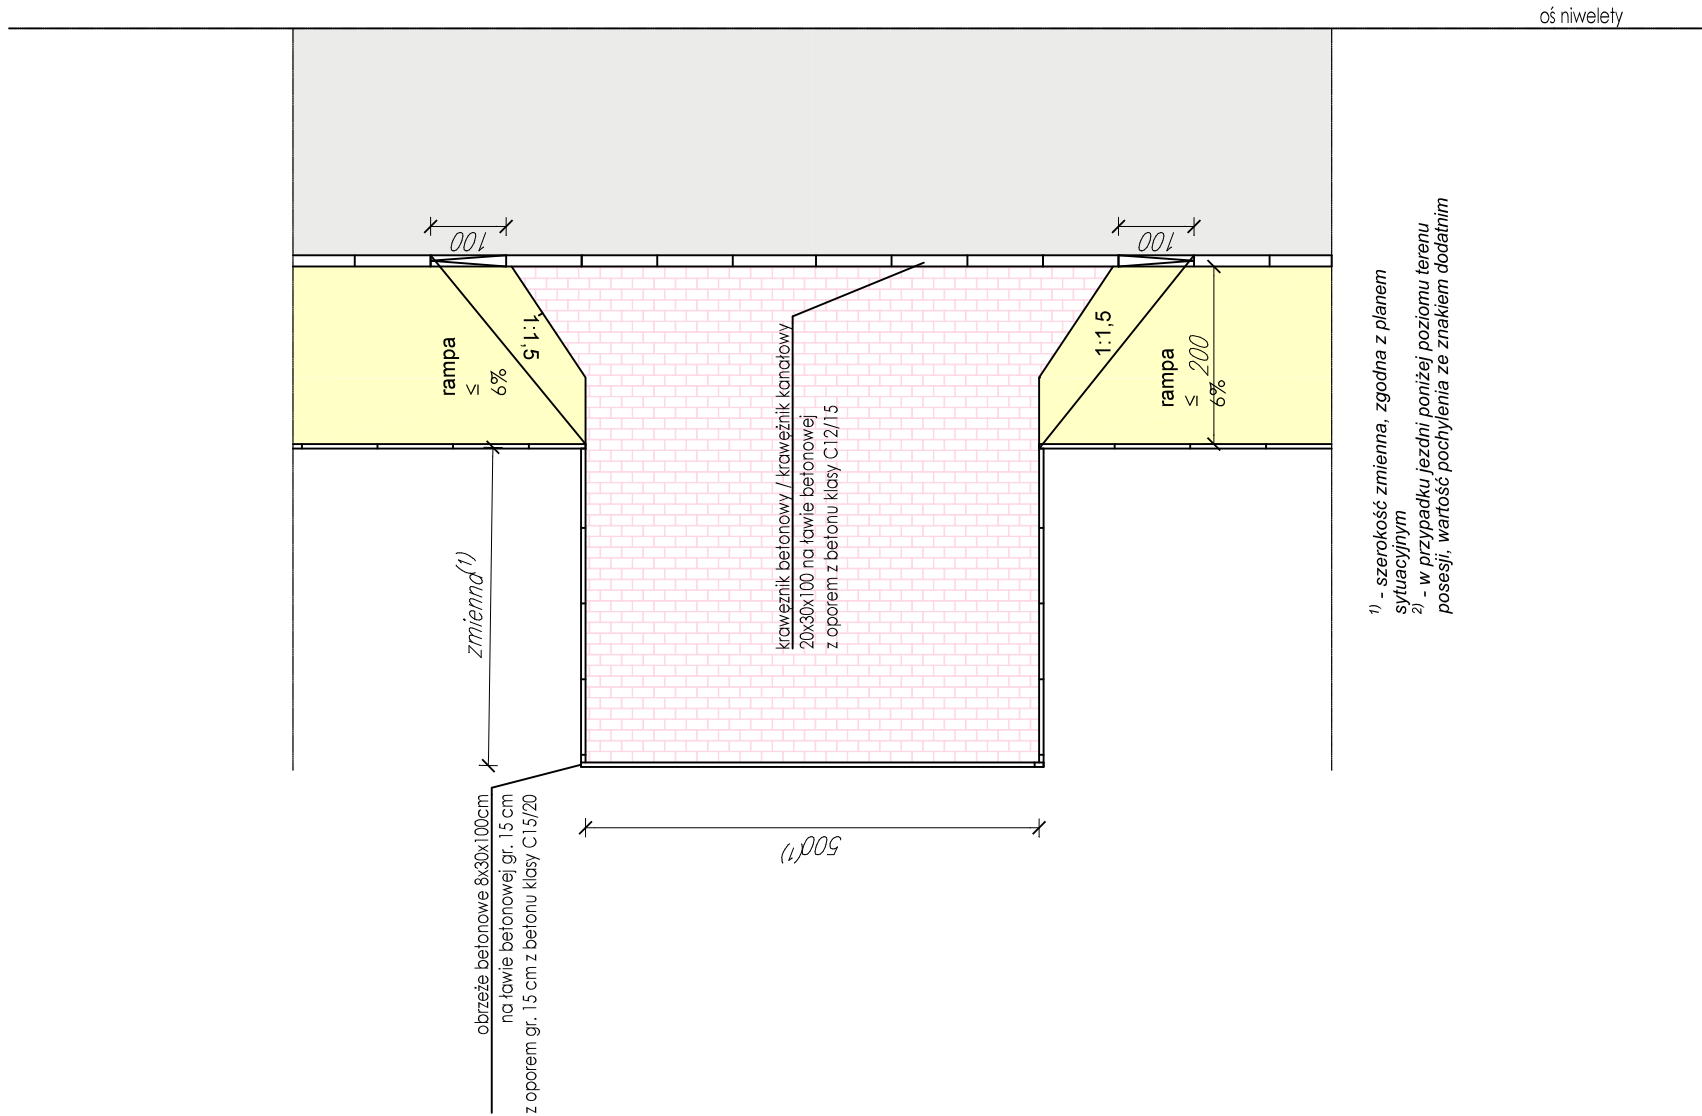 oś niwelety
100
100
1:1,5
1:1,5
rampa
≤
6%
rampa
≤
6%
200
krawężnik betonowy / krawężnik kanałowy
20x30x100 na ławie betonowej
z oporem z betonu klasy C12/15
zmienna(1)
500(1)
obrzeże betonowe 8x30x100cm
na ławie betonowej gr. 15 cm
z oporem gr. 15 cm z betonu klasy C15/20
1) - szerokość zmienna, zgodna z planem
sytuacyjnym
2) - w przypadku jezdni poniżej poziomu terenu
posesji, wartość pochylenia ze znakiem dodatnim